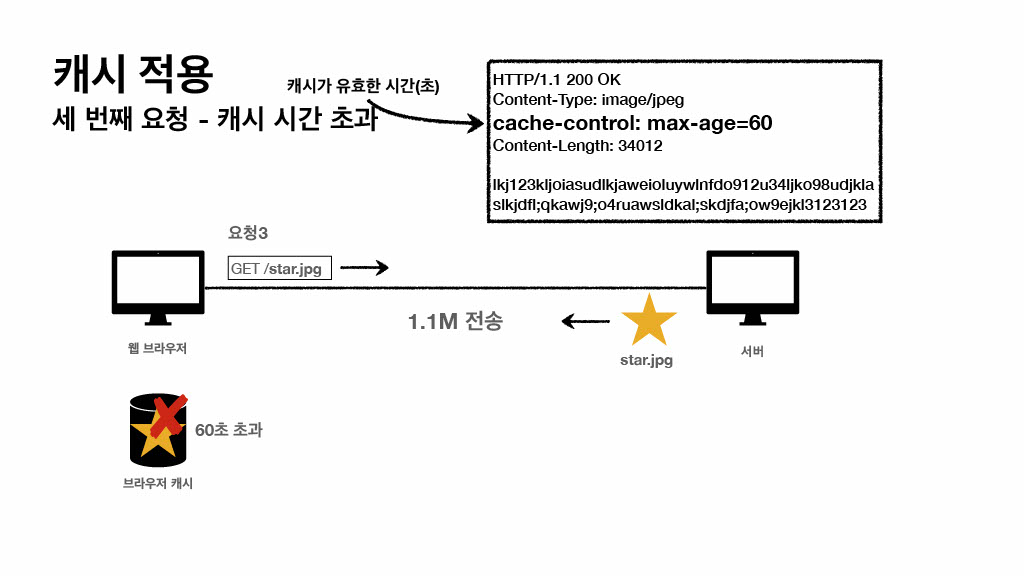 캐시 적용
세 번째 요청 - 캐시 시간 초과
캐시가 유효한 시간(초)
HTTP/1.1 200 OK
Content-Type: image/jpeg
cache-control: max-age=60
Content-Length: 34012
lkj123kljoiasudlkjaweioluywlnfdo912u34ljko98udjkla
slkjdfl;qkawj9;o4ruawsldkal;skdjfa;ow9ejkl3123123
요청3
GET /star.jpg
1.1M 전송
star.jpg
웹 브라우저
서버
60초 초과
브라우저 캐시